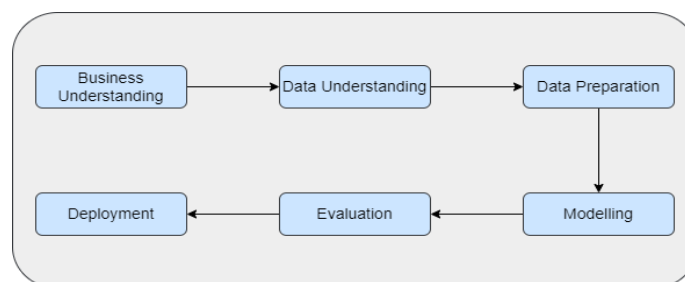 Business
Understanding
Data Understanding
Data Preparation
Modelling
Evaluation
Deployment